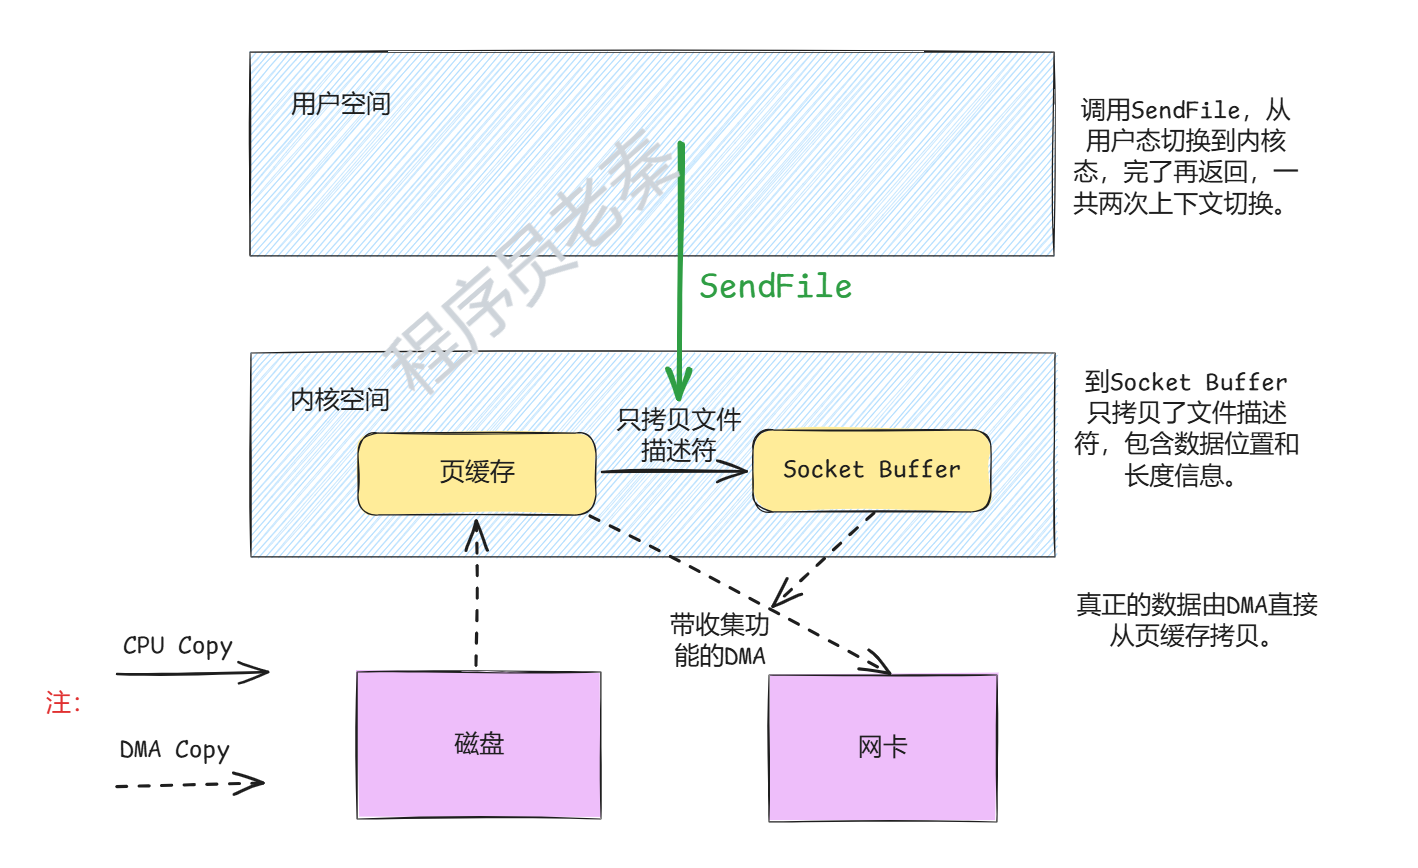 用户空间
调用SendFile，从
用户态切换到内核
态，完了再返回，一
共两次上下文切换。
程序员老秦
SendFile
内核空间
只拷贝文件
描述符
页缓存
Socket Buffer
到Socket Buffer
只拷贝了文件描述
符，包含数据位置和
长度信息。
带收集功
能的DMA
真正的数据由DMA直接
从页缓存拷贝。
CPU Copy
注：
DMA Copy
磁盘
网卡